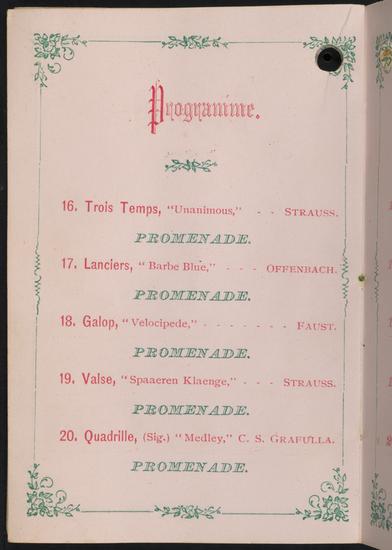 Programme.
16. Trois Temps, "Unanimous," - - STRAUSS.
PROMENADE.
17. Lanciers, "Barbe Blue," - - - OFFENBACH.
PROMENADE.
18. Galop, "Velocipede," - - - - - - - FAUST.
PROMENADE.
19. Valse, "Spaaeren Klaenge," - - - STRAUSS.
PROMENADE.
20. Quadrille, (Sig.) "Medley," C. S. GRAFULLA.
PROMENADE.